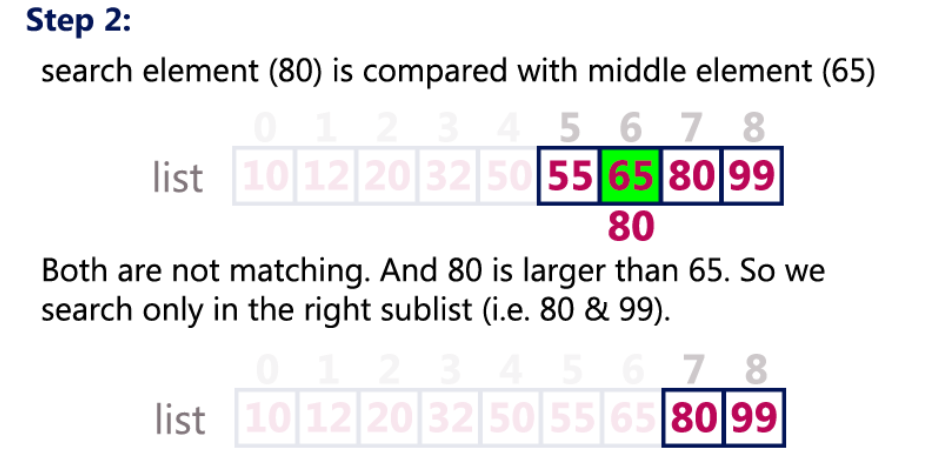 Step 2:
search element (80) is compared with middle element (65)
0 1 2 3 4 5 6 7 8
list 10 12 20 32 50 55 65 80 99
80
Both are not matching. And 80 is larger than 65. So we
search only in the right sublist (i.e. 80 & 99).
0 1 2 3 4 5 6 7 8
list 10 12 20 32 50 55 65 80 99